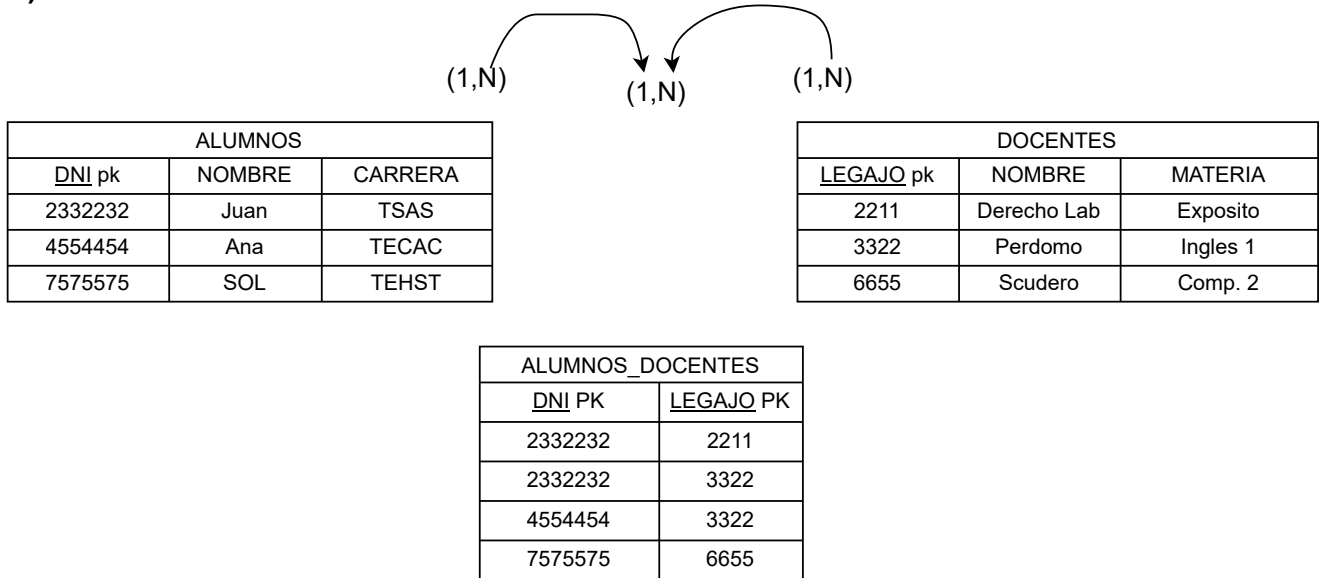 (1,N) (1,N) (1,N)
ALUMNOS
DNI pk NOMBRE CARRERA
2332232 Juan TSAS
4554454 Ana TECAC
7575575 SOL TEHST
DOCENTES
LEGAJO pk NOMBRE MATERIA
2211 Derecho Lab Exposito
3322 Perdomo Ingles 1
6655 Scudero Comp. 2
ALUMNOS_DOCENTES
DNI PK LEGAJO PK
2332232 2211
2332232 3322
4554454 3322
7575575 6655